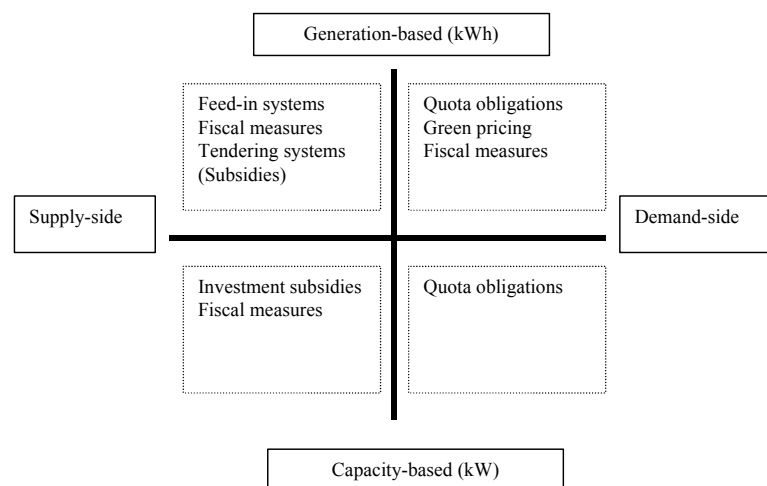 Generation-based (kWh)
Feed-in systems
Fiscal measures
Tendering systems
(Subsidies)
Quota obligations
Green pricing
Fiscal measures
Supply-side
Demand-side
Investment subsidies
Fiscal measures
Quota obligations
Capacity-based (kW)